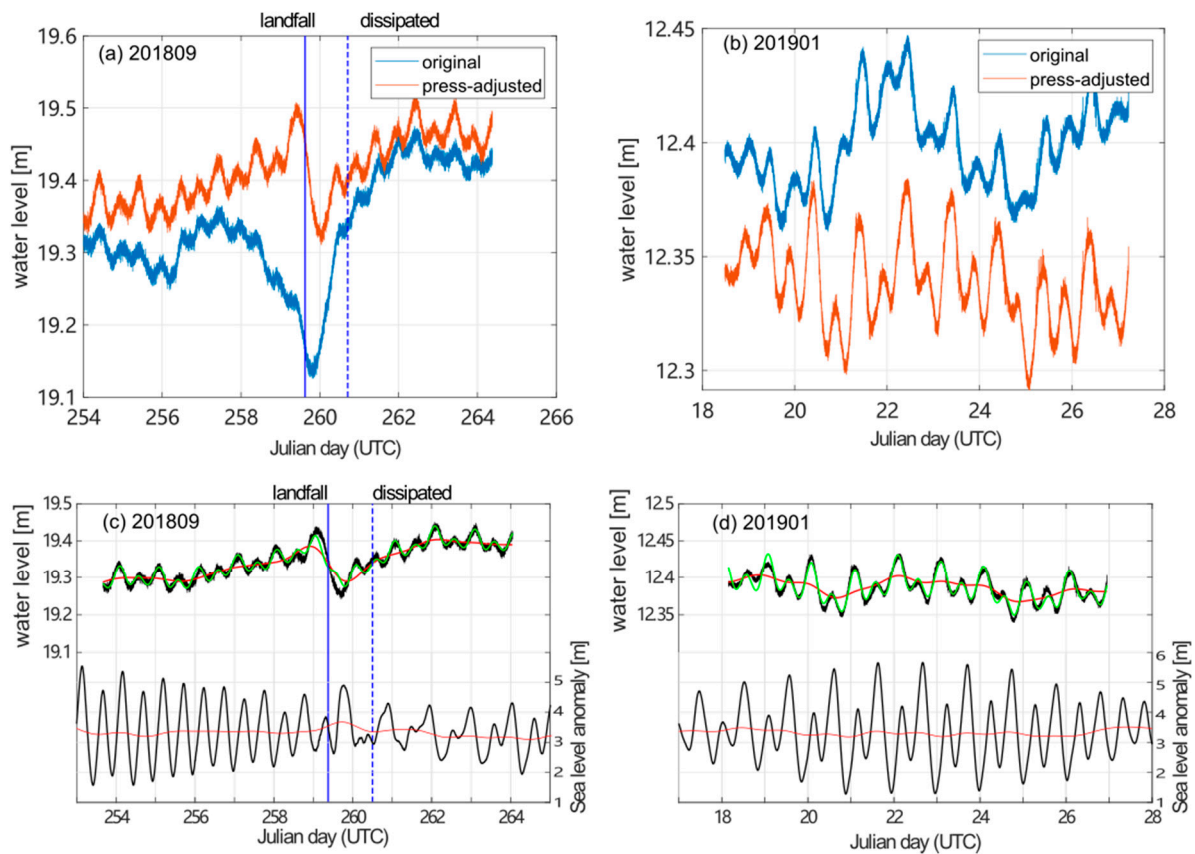 landfall dissipated
(a) 201809
original
press-adjusted
water level [m]
19.6
19.5
19.4
19.3
19.2
19.1
254 256 258 260 262 264 266
Julian day (UTC)
(b) 201901
original
press-adjusted
water level [m]
12.45
12.4
12.35
12.3
18 20 22 24 26 28
Julian day (UTC)
landfall dissipated
(c) 201809
water level [m]
19.5
19.4
19.3
19.2
19.1
Sea level anomaly [m]
5
4
3
2
1
254 256 258 260 262 264
Julian day (UTC)
(d) 201901
water level [m]
12.5
12.45
12.4
12.35
Sea level anomaly [m]
6
5
4
3
2
1
18 20 22 24 26 28
Julian day (UTC)